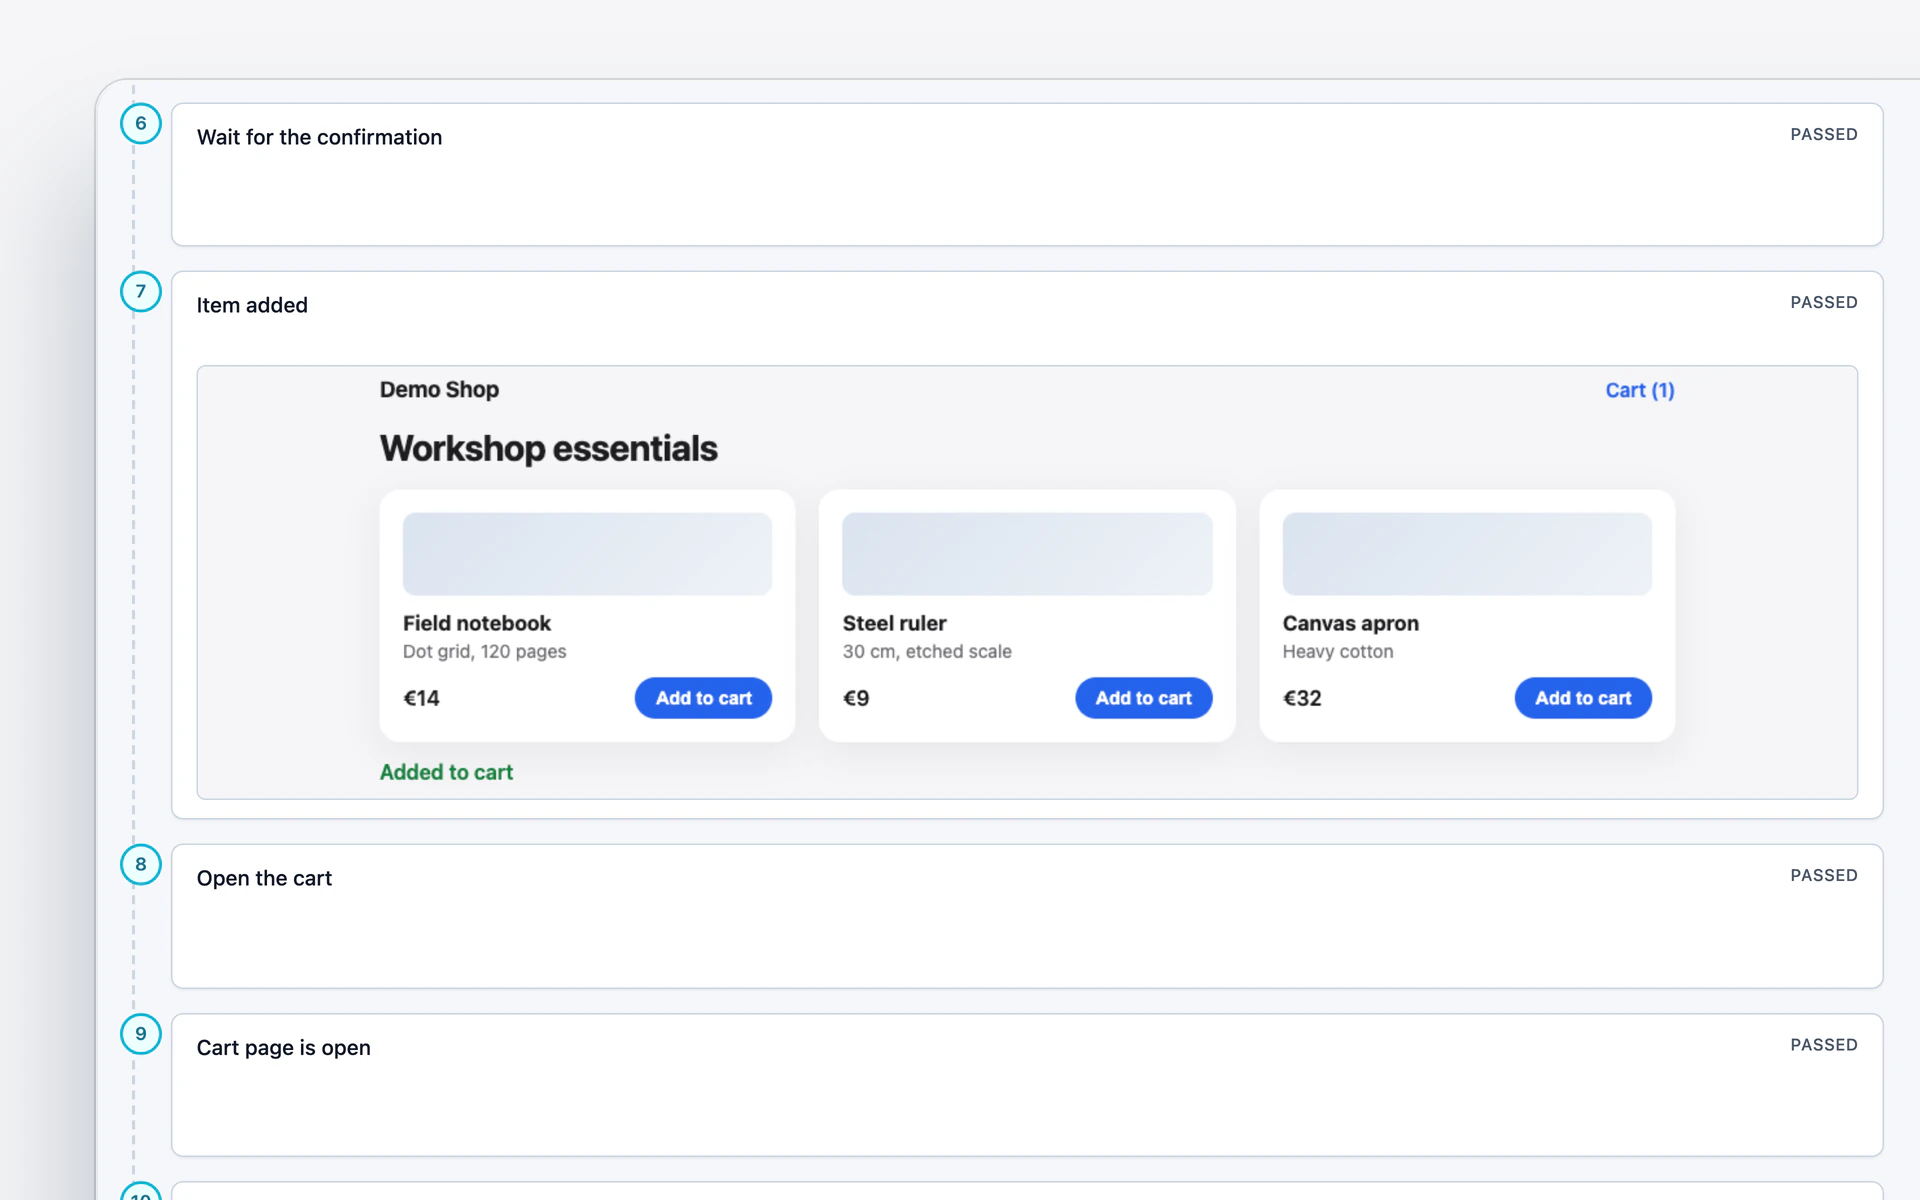 6
Wait for the confirmation
PASSED
7
Item added
PASSED
Demo Shop
Cart (1)
Workshop essentials
Field notebook
Dot grid, 120 pages
€14
Add to cart
Steel ruler
30 cm, etched scale
€9
Add to cart
Canvas apron
Heavy cotton
€32
Add to cart
Added to cart
8
Open the cart
PASSED
9
Cart page is open
PASSED
10